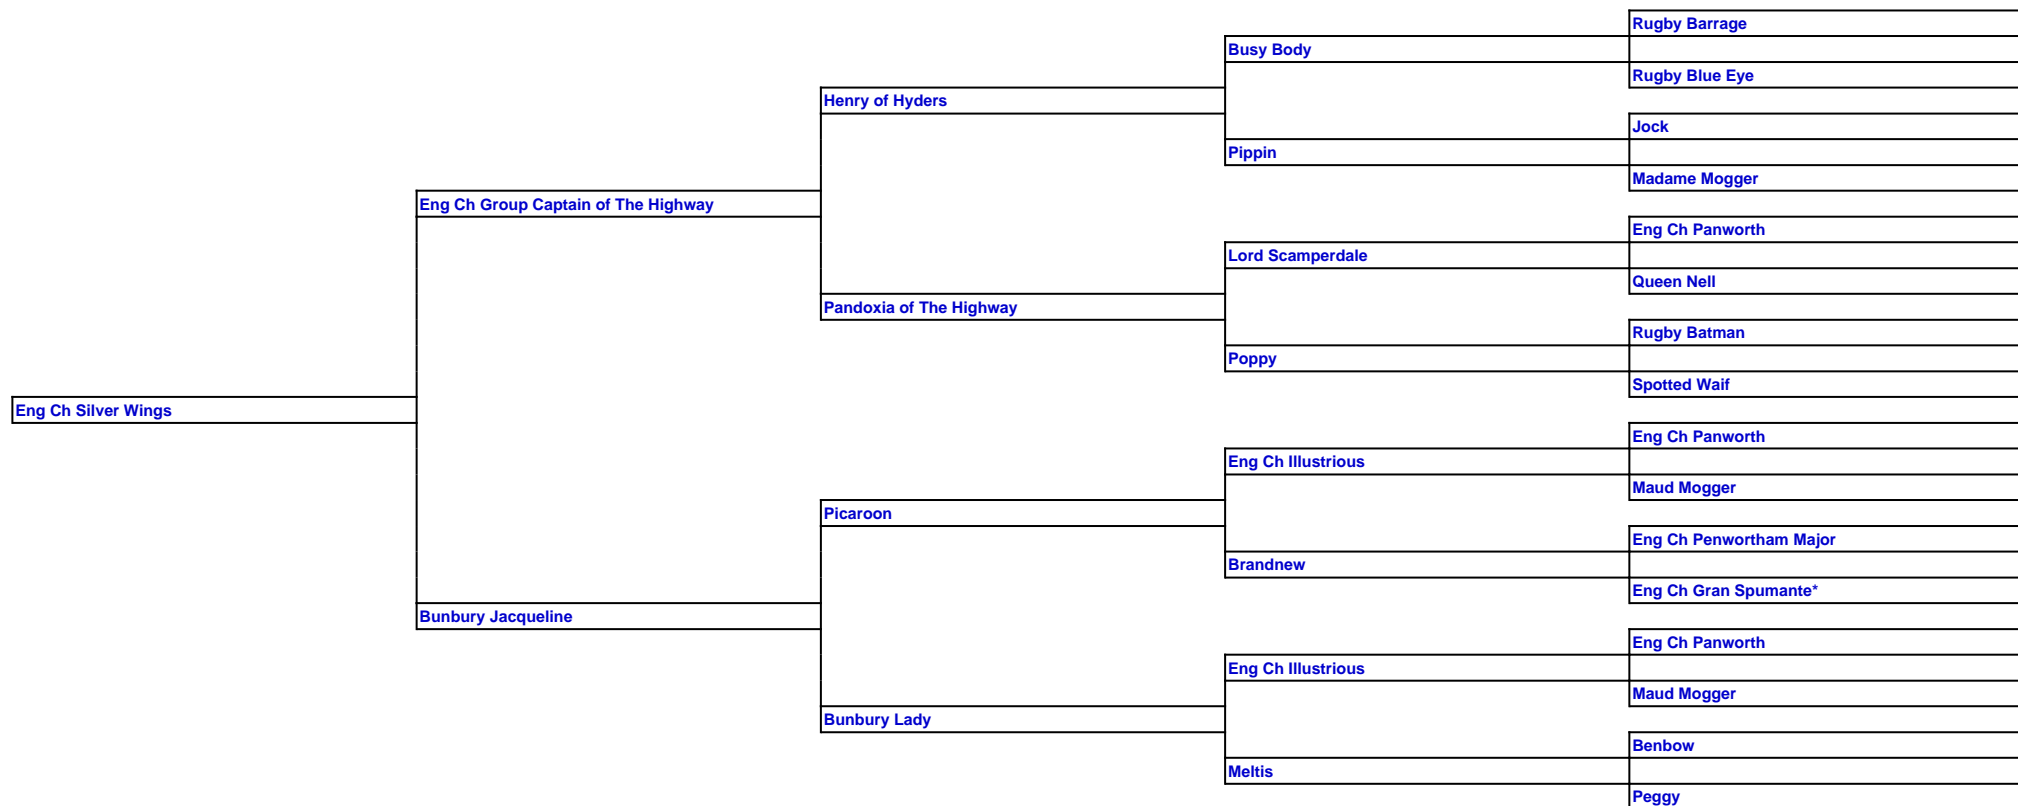 Rugby Barrage
Busy Body
Rugby Blue Eye
Henry of Hyders
Jock
Pippin
Madame Mogger
Eng Ch Group Captain of The Highway
Eng Ch Panworth
Lord Scamperdale
Queen Nell
Pandoxia of The Highway
Rugby Batman
Poppy
Spotted Waif
Eng Ch Silver Wings
Eng Ch Panworth
Eng Ch Illustrious
Maud Mogger
Picaroon
Eng Ch Penwortham Major
Brandnew
Eng Ch Gran Spumante*
Bunbury Jacqueline
Eng Ch Panworth
Eng Ch Illustrious
Maud Mogger
Bunbury Lady
Benbow
Meltis
Peggy